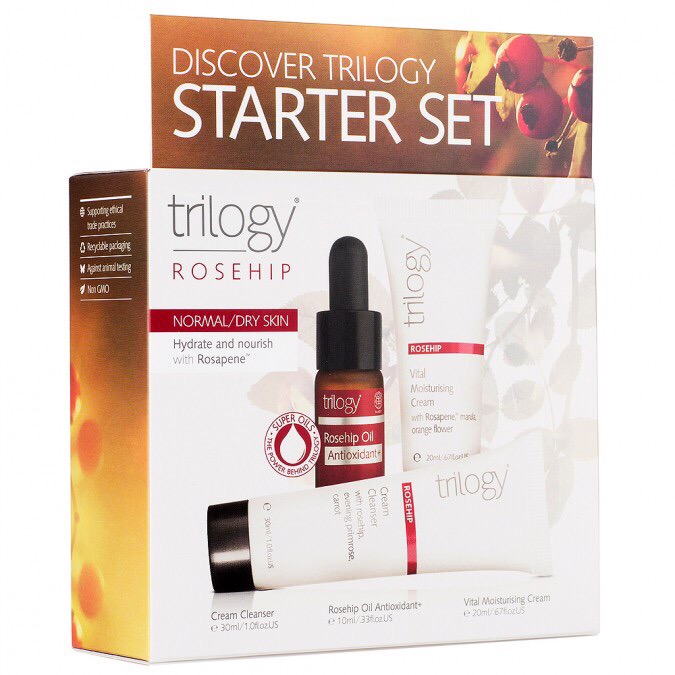 DISCOVER TRILOGY
STARTER SET
Supporting ethical
trade practices
Recyclable packaging
Against animal testing
Non GMO
trilogy®
ROSEHIP
NORMAL/DRY SKIN
Hydrate and nourish
with Rosapene™
SUPER OILS
• THE POWER BEHIND TRILOGY •
trilogy®
Rosehip Oil
Antioxidant+
trilogy®
ROSEHIP
Vital
Moisturising
Cream
with Rosapene™, marula,
orange flower
℮ 20ml/.67fl.oz.US
trilogy®
ROSEHIP
Cream
Cleanser
with rosehip,
evening primrose,
carrot
℮ 30ml/1.0fl.oz.US
Cream Cleanser
℮ 30ml/1.0fl.oz.US
Rosehip Oil Antioxidant+
℮ 10ml/.33fl.oz.US
Vital Moisturising Cream
℮ 20ml/.67fl.oz.US